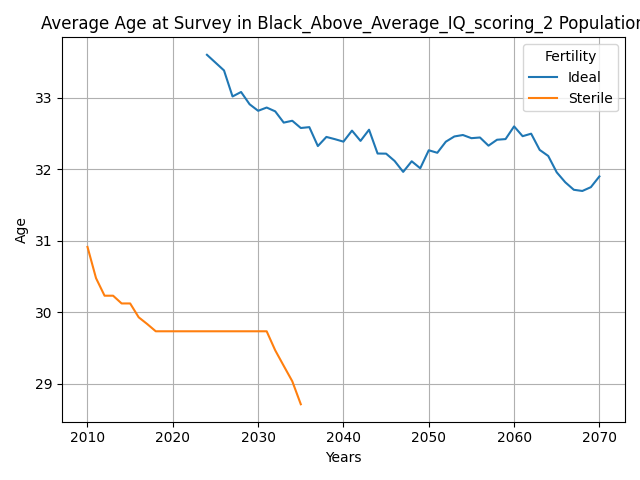 Average Age at Survey in Black_Above_Average_IQ_scoring_2 Population
Fertility
Ideal
Sterile
33
32
31
30
29
Age
2010 2020 2030 2040 2050 2060 2070
Years